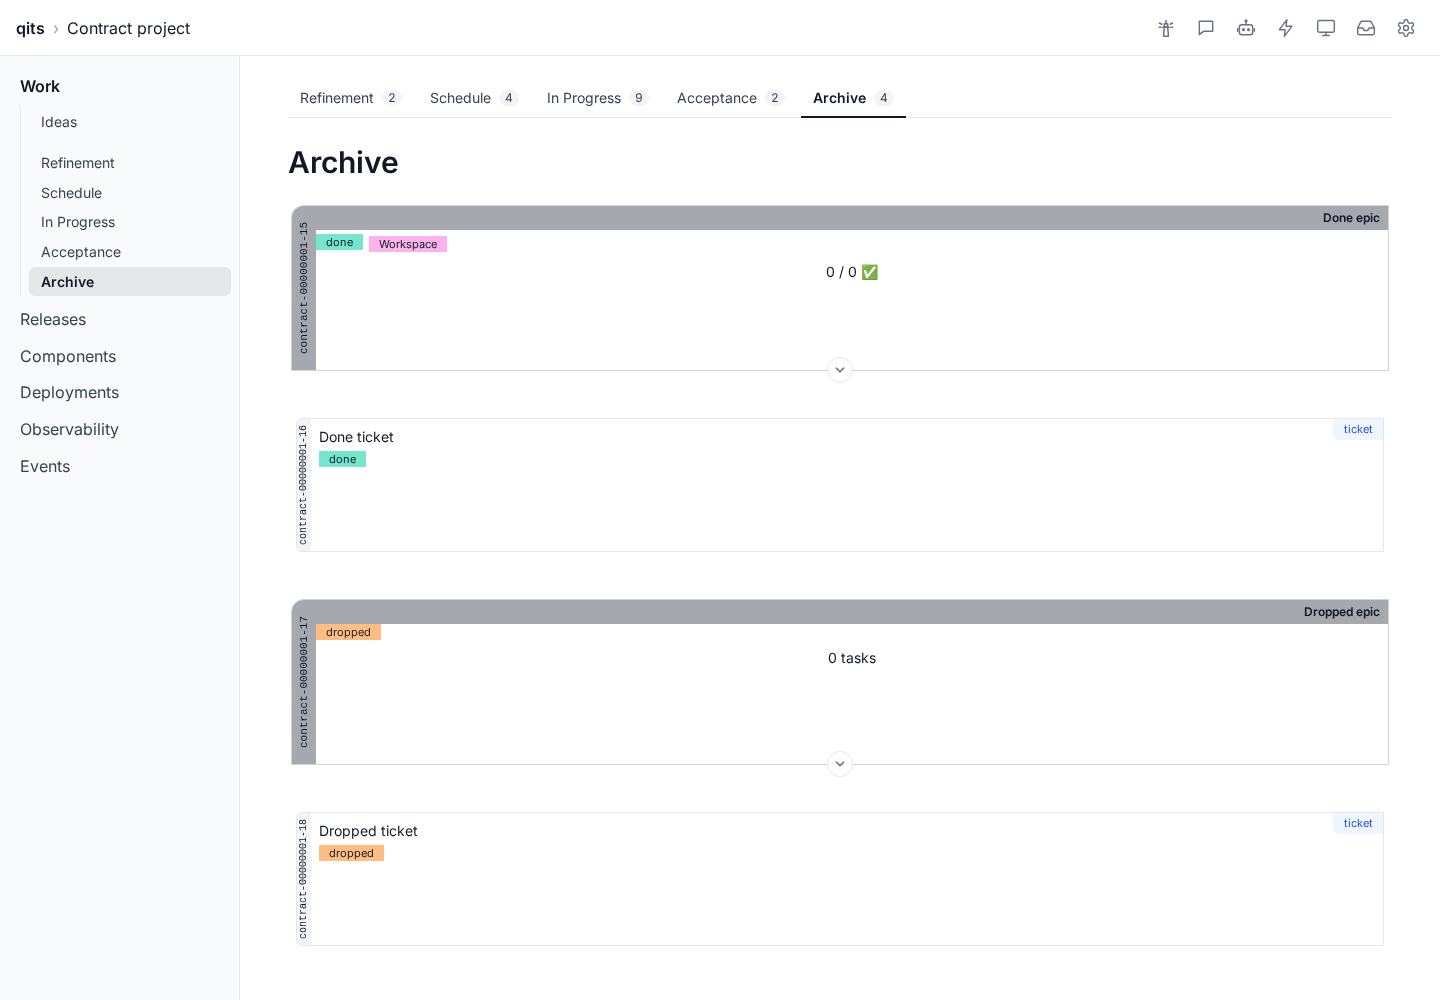 qits › Contract project
Work
Ideas
Refinement
Schedule
In Progress
Acceptance
Archive
Releases
Components
Deployments
Observability
Events
Refinement 2 Schedule 4 In Progress 9 Acceptance 2 Archive 4
Archive
contract-00000001-15
Done epic
done Workspace
0 / 0 ✅
contract-00000001-16
Done ticket
ticket
done
contract-00000001-17
Dropped epic
dropped
0 tasks
contract-00000001-18
Dropped ticket
ticket
dropped